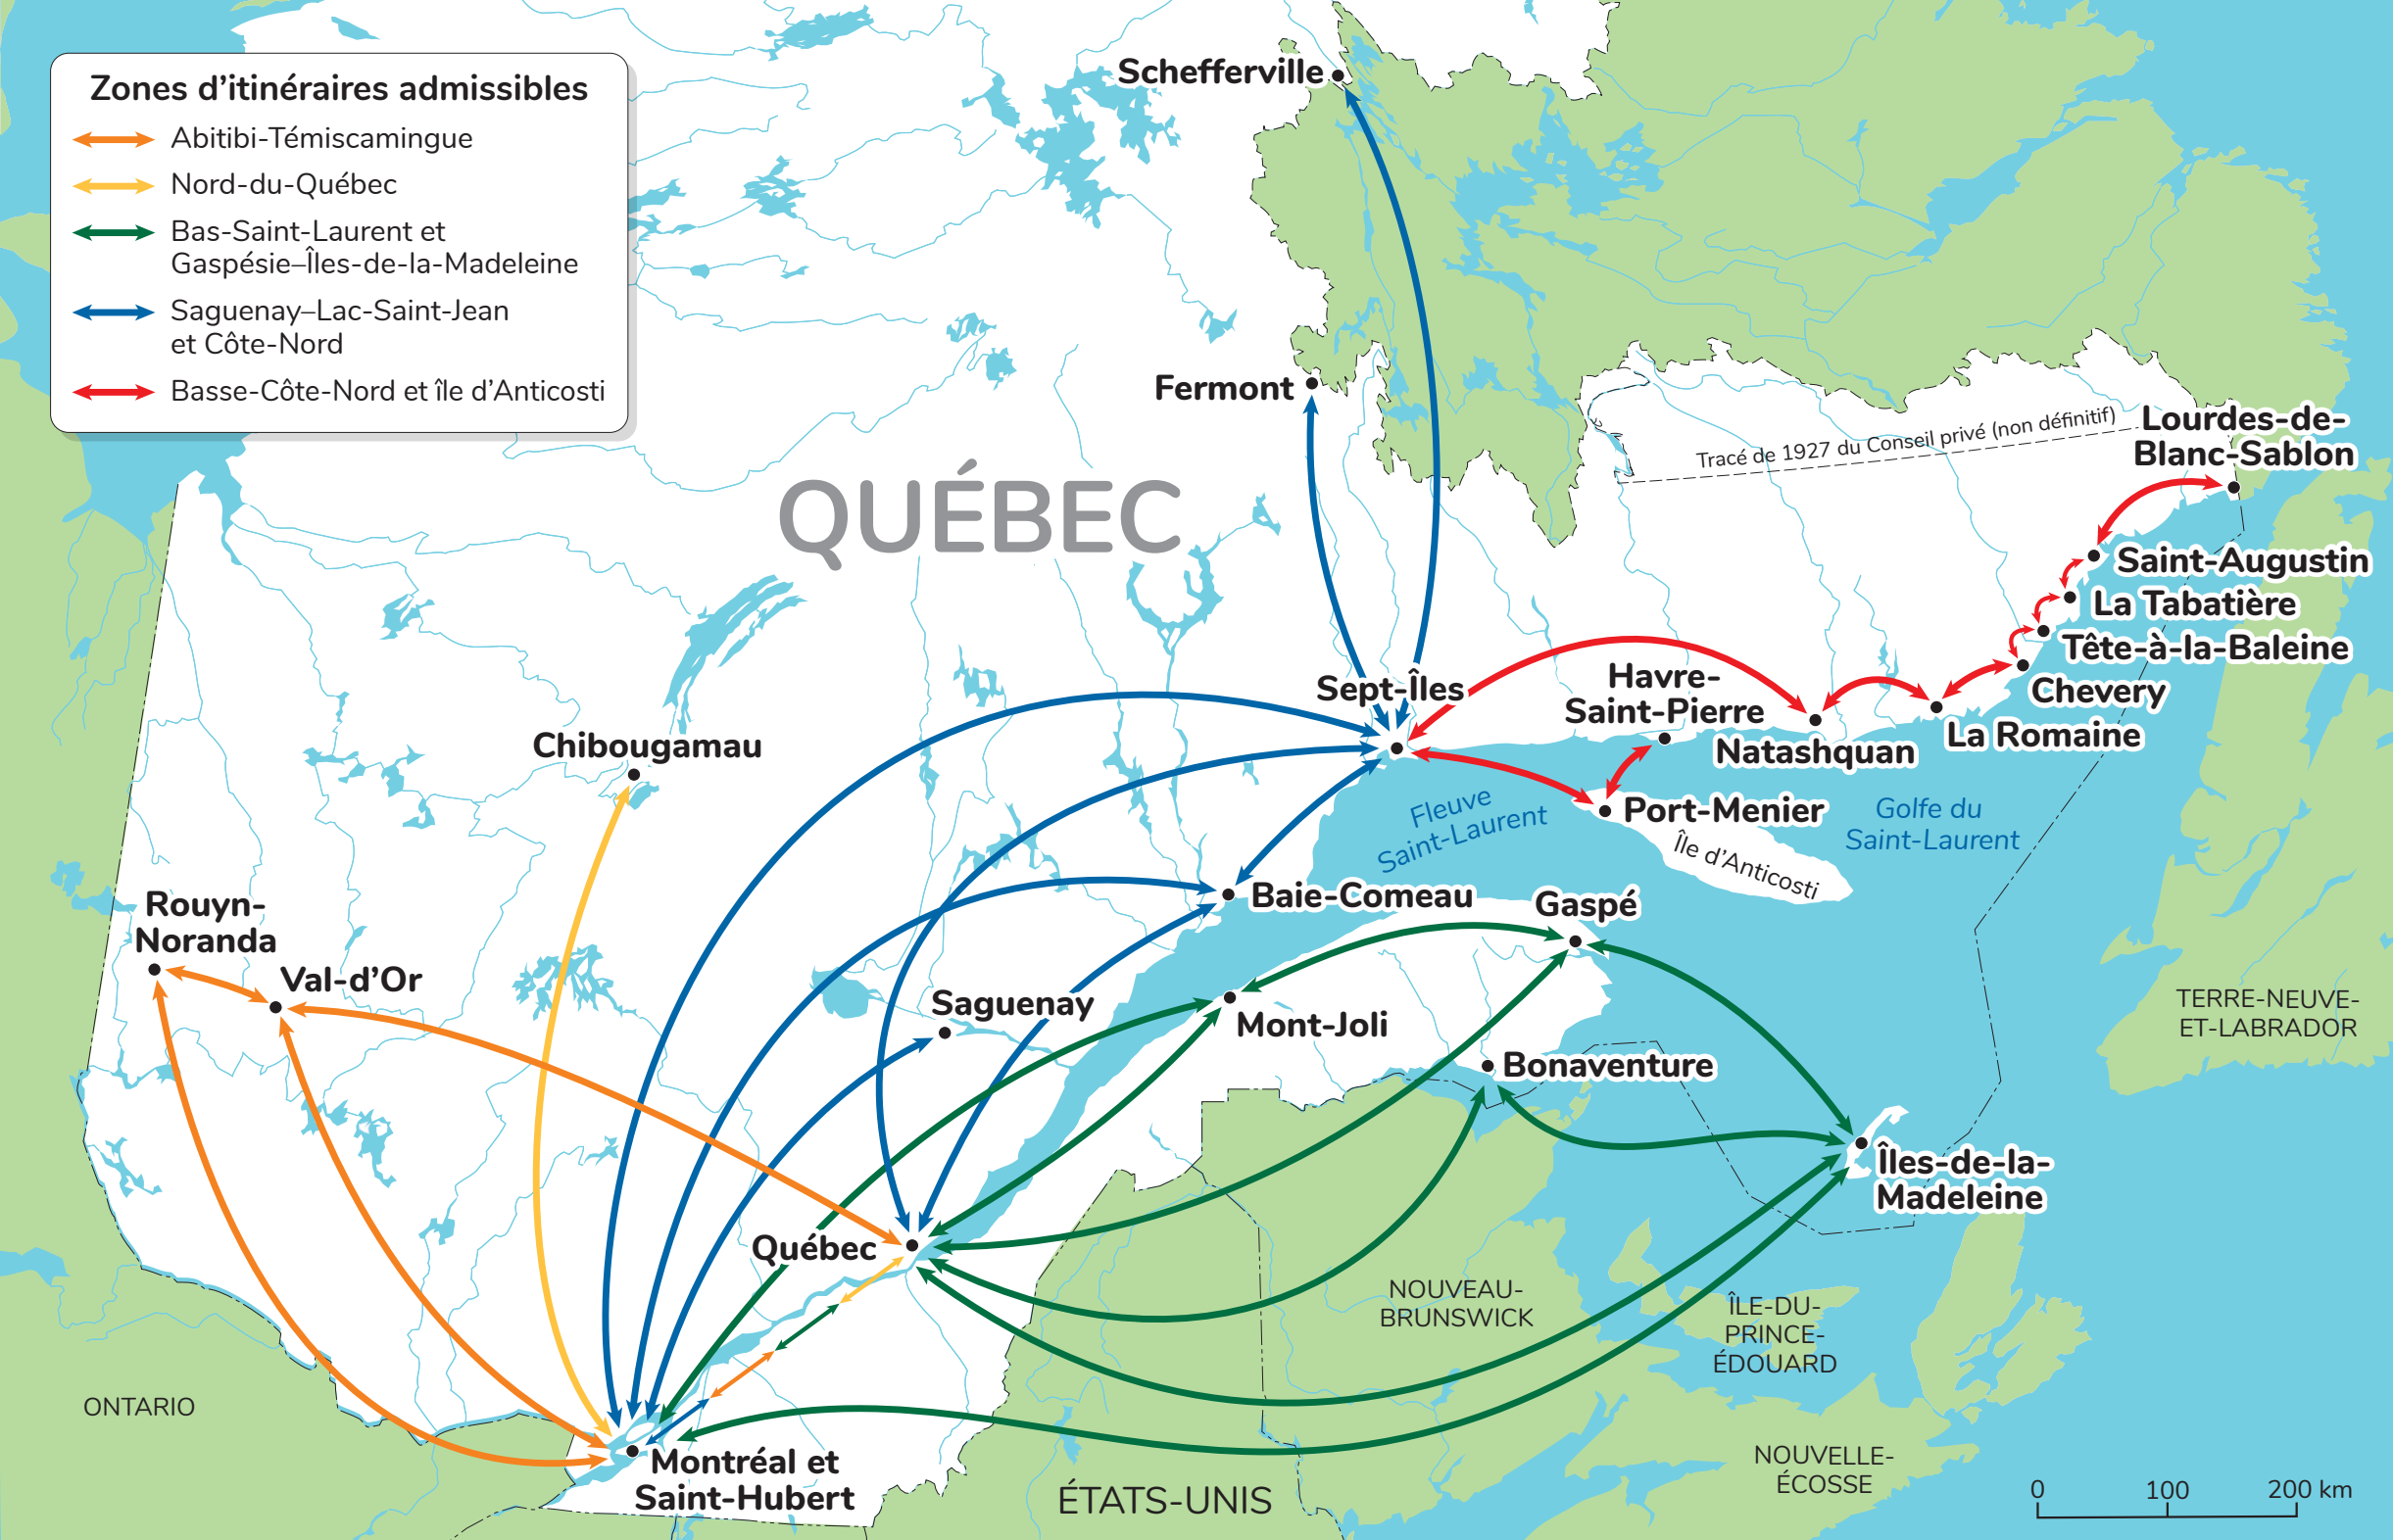 Zones d’itinéraires admissibles
Abitibi-Témiscamingue
Nord-du-Québec
Bas-Saint-Laurent et
Gaspésie–Îles-de-la-Madeleine
Saguenay–Lac-Saint-Jean
et Côte-Nord
Basse-Côte-Nord et île d’Anticosti
Schefferville
Fermont
QUÉBEC
Tracé de 1927 du Conseil privé (non définitif)
Lourdes-de-
Blanc-Sablon
Saint-Augustin
La Tabatière
Tête-à-la-Baleine
Chevery
La Romaine
Natashquan
Havre-
Saint-Pierre
Sept-Îles
Port-Menier
Île d’Anticosti
Fleuve
Saint-Laurent
Golfe du
Saint-Laurent
Chibougamau
Baie-Comeau
Gaspé
Rouyn-
Noranda
Val-d’Or
Saguenay
Mont-Joli
Bonaventure
TERRE-NEUVE-
ET-LABRADOR
Îles-de-la-
Madeleine
Québec
NOUVEAU-
BRUNSWICK
ÎLE-DU-
PRINCE-
ÉDOUARD
ONTARIO
Montréal et
Saint-Hubert
ÉTATS-UNIS
NOUVELLE-
ÉCOSSE
0 100 200 km